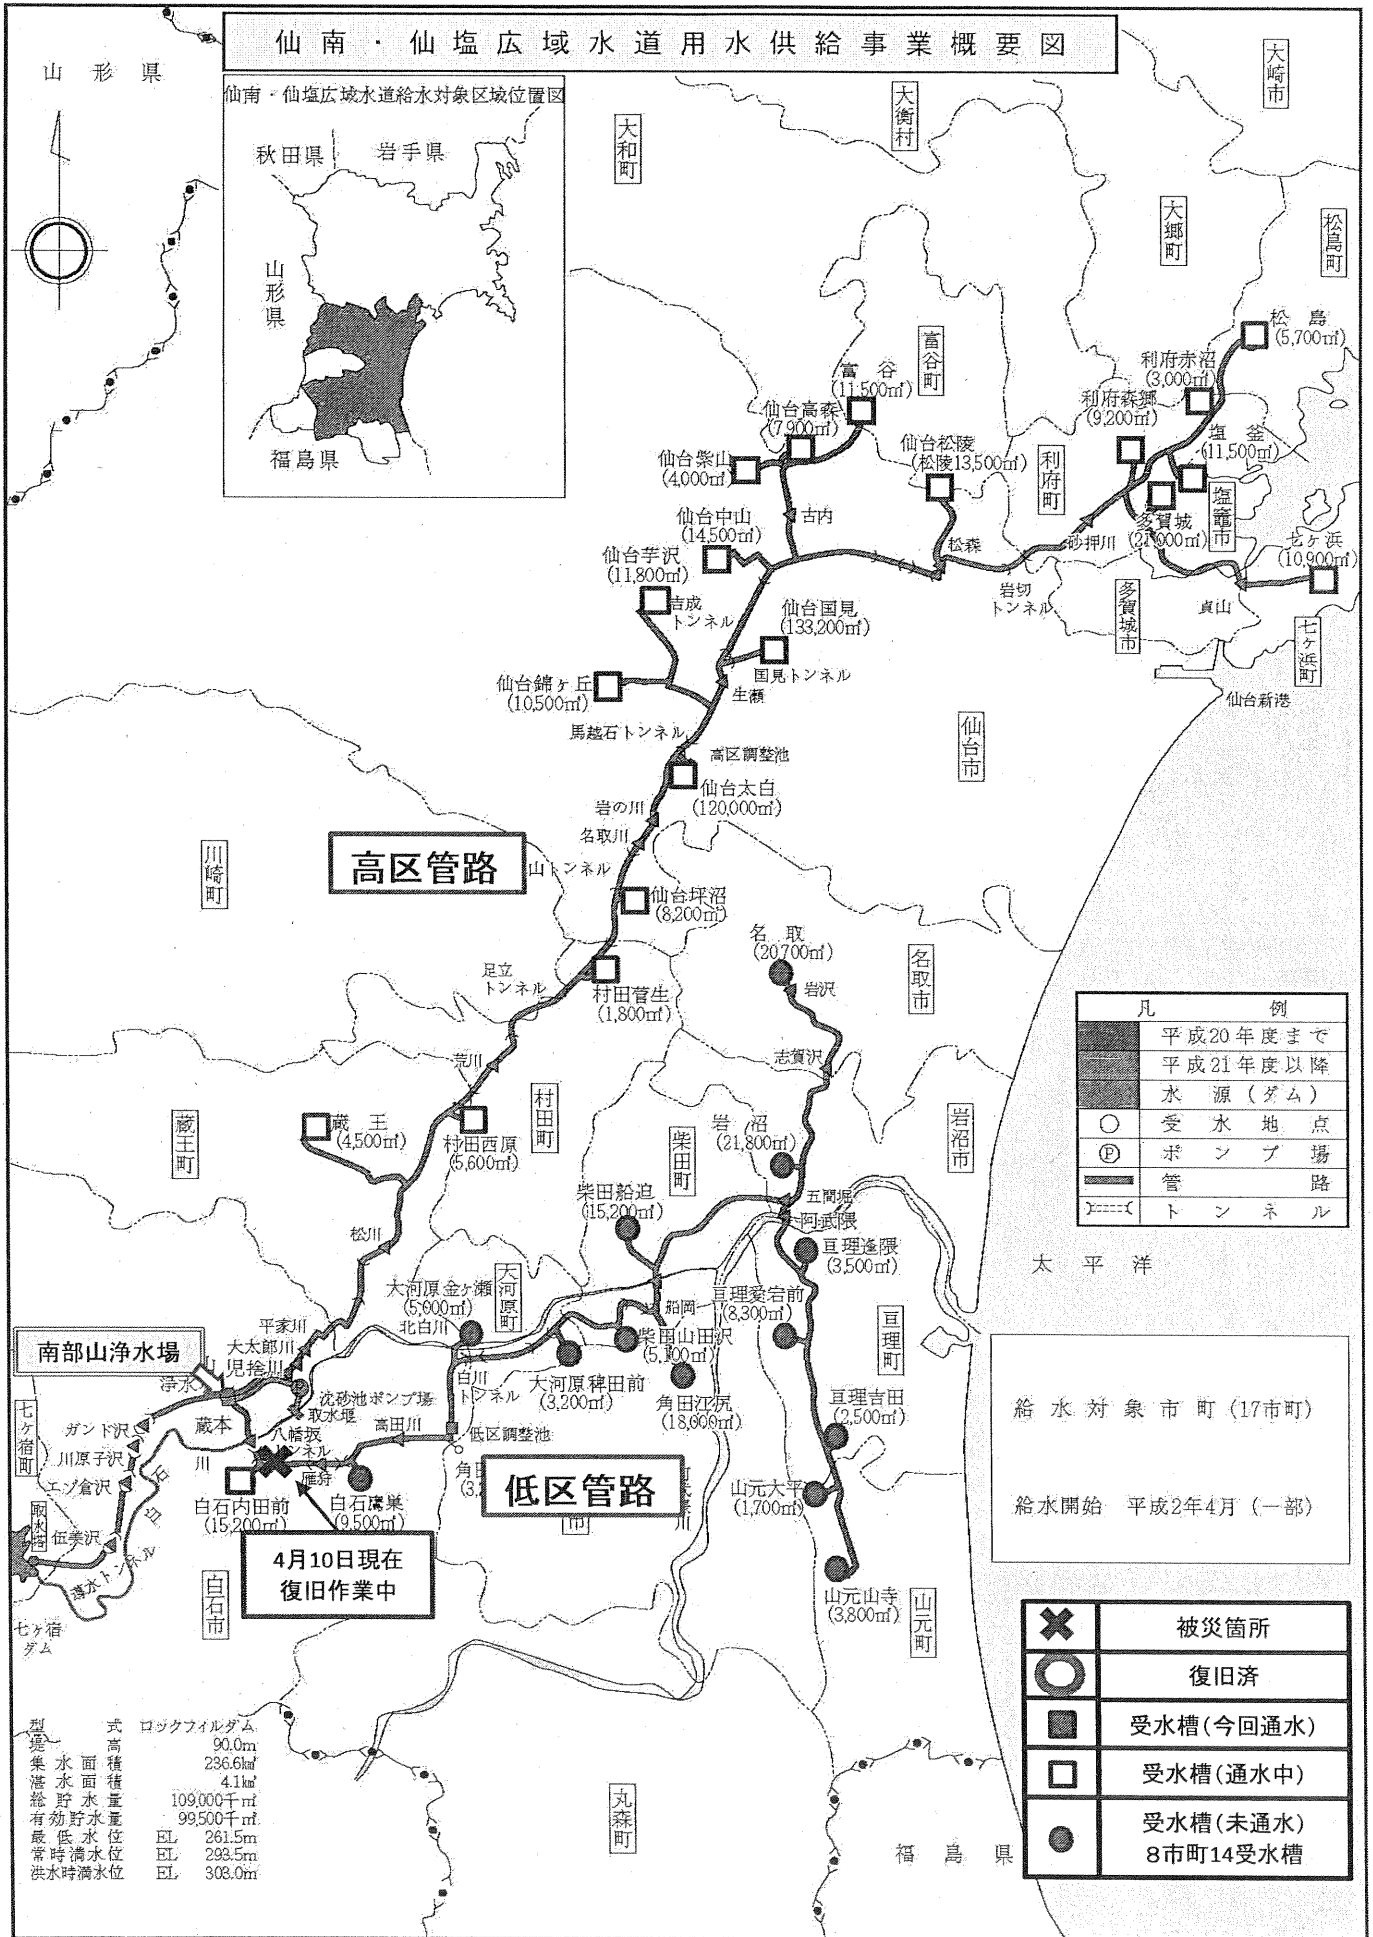 仙南・仙塩広域水道用水供給事業概要図
山形県
仙南・仙塩広域水道給水対象区域位置図
秋田県
岩手県
山形県
福島県
大和町
大衡村
大崎市
大郷町
松島町
富谷町
利府町
塩竈市
多賀城市
七ヶ浜町
仙台市
川崎町
名取市
村田町
蔵王町
柴田町
岩沼市
大河原町
亘理町
七ヶ宿町
白石市
山元町
丸森町
福島県
松島
(5,700㎥)
利府赤沼
(3,000㎥)
利府森郷
(9,200㎥)
塩釜
(11,500㎥)
富谷
(11,500㎥)
仙台高森
(7,900㎥)
仙台紫山
(4,000㎥)
仙台松陵
(松陵13,500㎥)
仙台中山
(14,500㎥)
古内
松森
砂押川
多賀城
(21,000㎥)
七ヶ浜
(10,900㎥)
仙台芋沢
(11,800㎥)
吉成
トンネル
岩切
トンネル
貞山
仙台国見
(133,200㎥)
国見トンネル
仙台錦ヶ丘
(10,500㎥)
生瀬
仙台新港
馬越石トンネル
高区調整池
仙台太白
(120,000㎥)
岩の川
名取川
高区管路
山トンネル
仙台坪沼
(8,200㎥)
名取
(20,700㎥)
岩沢
足立
トンネル
村田菅生
(1,800㎥)
荒川
志賀沢
蔵王
(4,500㎥)
村田西原
(5,600㎥)
岩沼
(21,800㎥)
柴田船迫
(15,200㎥)
五間堀
阿武隈
松川
亘理逢隈
(3,500㎥)
大河原金ヶ瀬
(5,000㎥)
北白川
亘理愛宕前
(8,300㎥)
船岡
平家川
大太郎川
児捨川
南部山浄水場
浄水
柴田山田沢
(5,100㎥)
白川
トンネル
大河原稗田前
(3,200㎥)
角田江尻
(18,000㎥)
沈砂池ポンプ場
取水堰
蔵本
ガンド沢
川原子沢
エゾ倉沢
高田川
低区調整池
亘理吉田
(2,500㎥)
八幡坂
トンネル
川
雁狩
白石
低区管路
山元大平
(1,700㎥)
白石内田前
(15,200㎥)
白石鷹巣
(9,500㎥)
取水塔
伍美沢
導水トンネル
4月10日現在
復旧作業中
七ヶ宿
ダム
山元山寺
(3,800㎥)
凡例
平成20年度まで
平成21年度以降
水源(ダム)
受水地点
Ⓟ ポンプ場
管路
トンネル
太平洋
給水対象市町(17市町)
給水開始 平成2年4月(一部)
被災箇所
復旧済
受水槽(今回通水)
受水槽(通水中)
受水槽(未通水)
8市町14受水槽
型式 ロックフィルダム
堤高 90.0m
集水面積 236.6㎢
湛水面積 4.1㎢
総貯水量 109,000千㎥
有効貯水量 99,500千㎥
最低水位 EL 261.5m
常時満水位 EL 293.5m
洪水時満水位 EL 303.0m